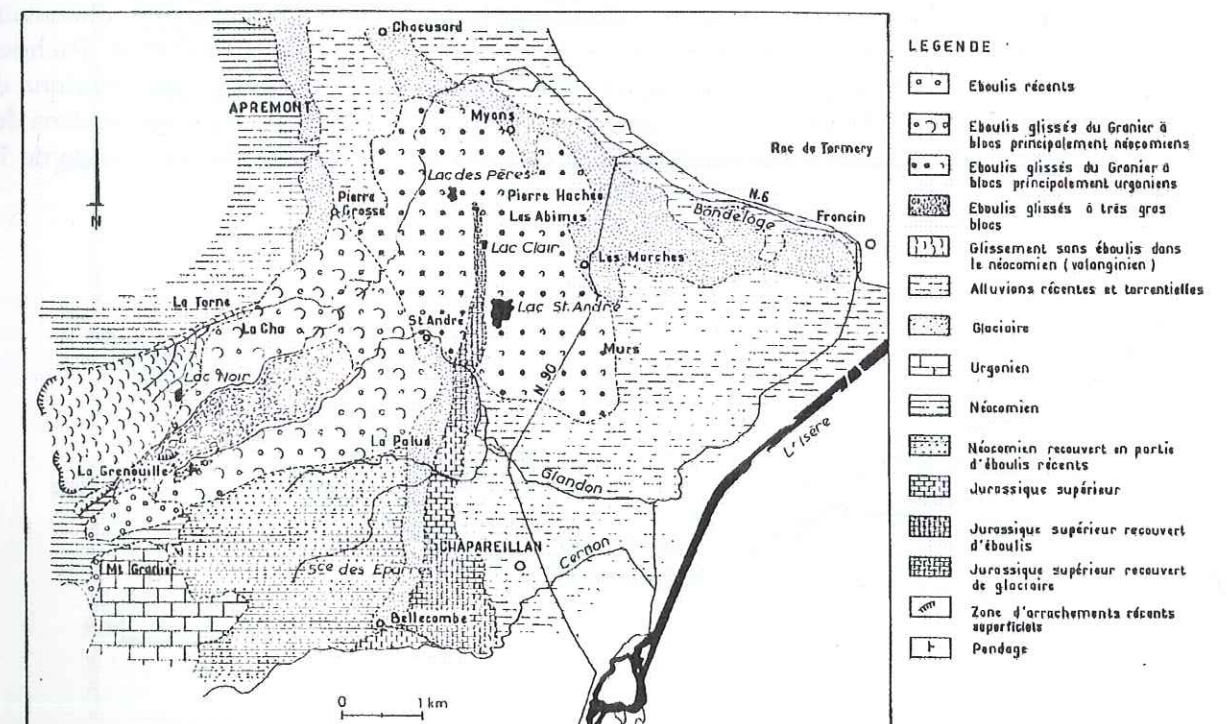 Chacusard
APREMONT
Myans
Roc de Tormery
Lac des Pères
Pierre Hachée
N.6
Pierre
Grosse
Les Abimes
Bondeloge
Francin
Lac Clair
Les Marches
N
La Torne
Lac St. André
La Cha
St André
Murs
Lac Noir
N. 90
L'Isère
La Palud
La Grenouille
Glandon
CHAPAREILLAN
Cernon
Mt Granier
Sce des Eparres
Bellecombe
0 1 km
LEGENDE
Eboulis récents
Eboulis glissés du Granier à
blocs principalement néocomiens
Eboulis glissés du Granier à
blocs principalement urgoniens
Eboulis glissés à très gros
blocs
Glissement sans éboulis dans
le néocomien (valanginien)
Alluvions récentes et torrentielles
Glaciaire
Urgonien
Néocomien
Néocomien recouvert en partie
d'éboulis récents
Jurassique supérieur
Jurassique supérieur recouvert
d'éboulis
Jurassique supérieur recouvert
de glaciaire
Zone d'arrachements récents
superficiels
Pendage